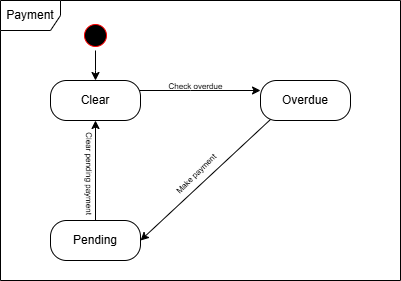 Payment
Clear
Check overdue
Overdue
Make payment
Clear pending payment
Pending